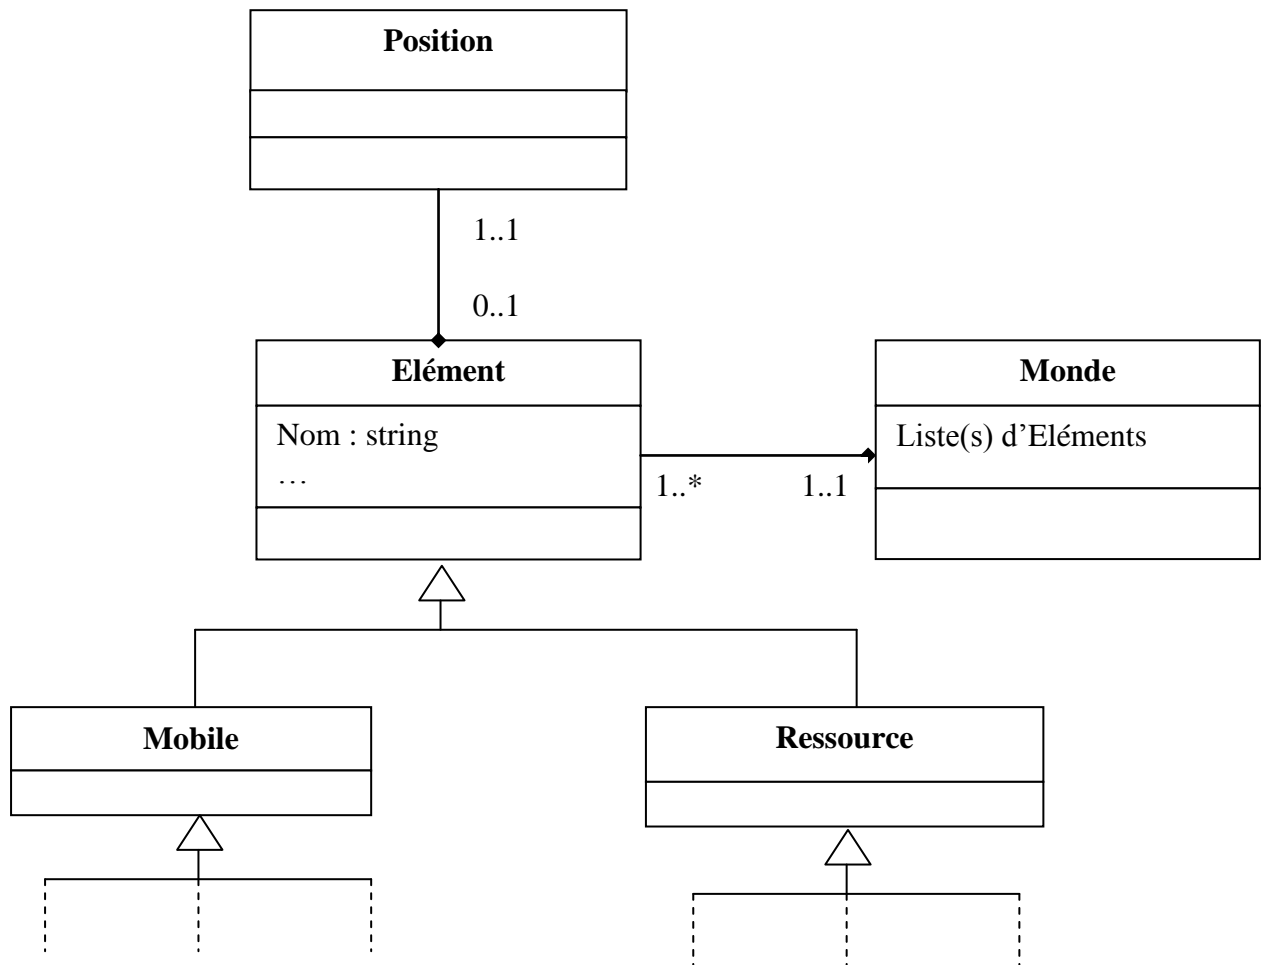 Position
1..1
0..1
Elément
Monde
Nom : string
…
Liste(s) d’Eléments
1..*
1..1
Mobile
Ressource